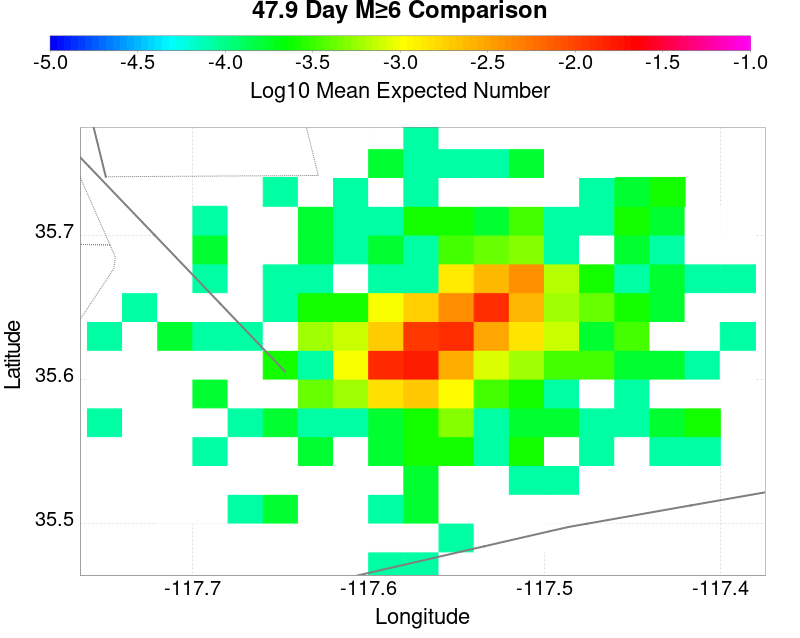 47.9 Day M≥6 Comparison
-5.0 -4.5 -4.0 -3.5 -3.0 -2.5 -2.0 -1.5 -1.0
Log10 Mean Expected Number
35.7
35.6
35.5
Latitude
-117.7 -117.6 -117.5 -117.4
Longitude